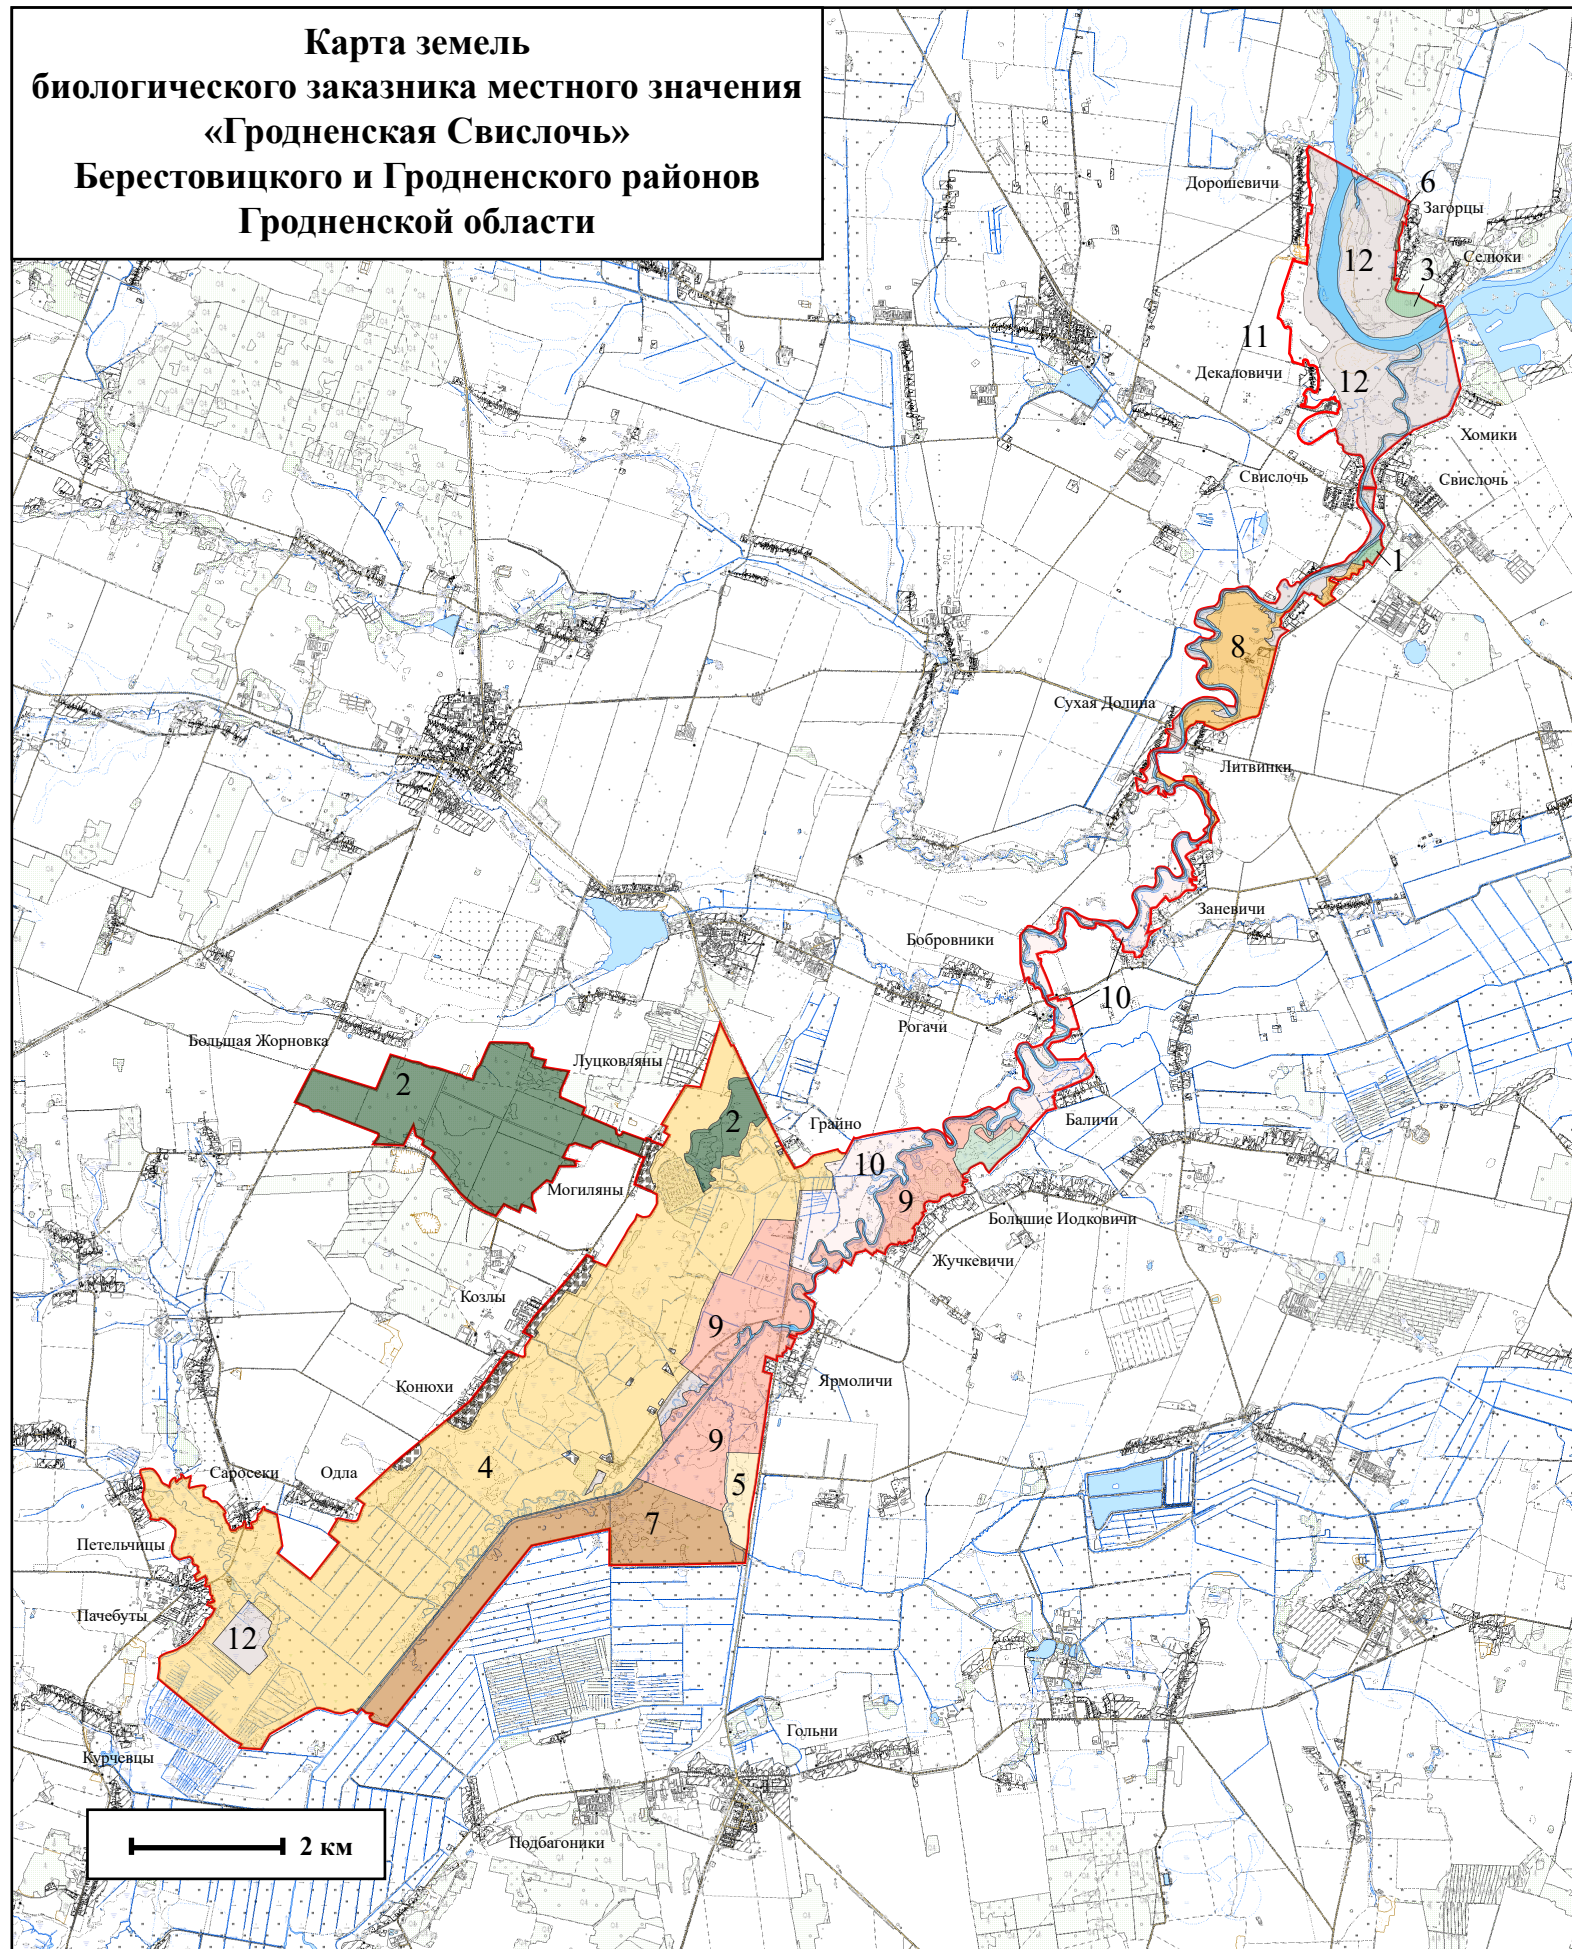 Карта земель
биологического заказника местного значения
«Гродненская Свислочь»
Берестовицкого и Гродненского районов
Гродненской области
Дорошевичи
6
Загорцы
12
3
Селюки
11
Декаловичи
12
Хомики
Свислочь
Свислочь
1
8
Сухая Долина
Литвинки
Заневичи
Бобровники
10
Рогачи
Большая Жорновка
Луцковляны
2
2
Грайно
Баличи
10
Могиляны
9
Большие Иодковичи
Жучкевичи
Козлы
9
Конюхи
Ярмоличи
9
Саросеки
Одла
4
5
7
Петельчицы
Пачебуты
12
Гольни
Курчевцы
Подбагоники
2 км